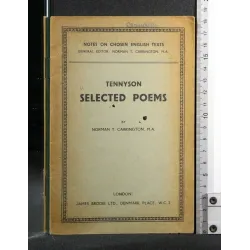 NOTES ON CHOSEN ENGLISH TEXTS
GENERAL EDITOR: NORMAN T. CARRINGTON, M.A.
TENNYSON
SELECTED POEMS
BY
NORMAN T. CARRINGTON, M.A.
LONDON:
JAMES BRODIE LTD., DENMARK PLACE, W.C.2